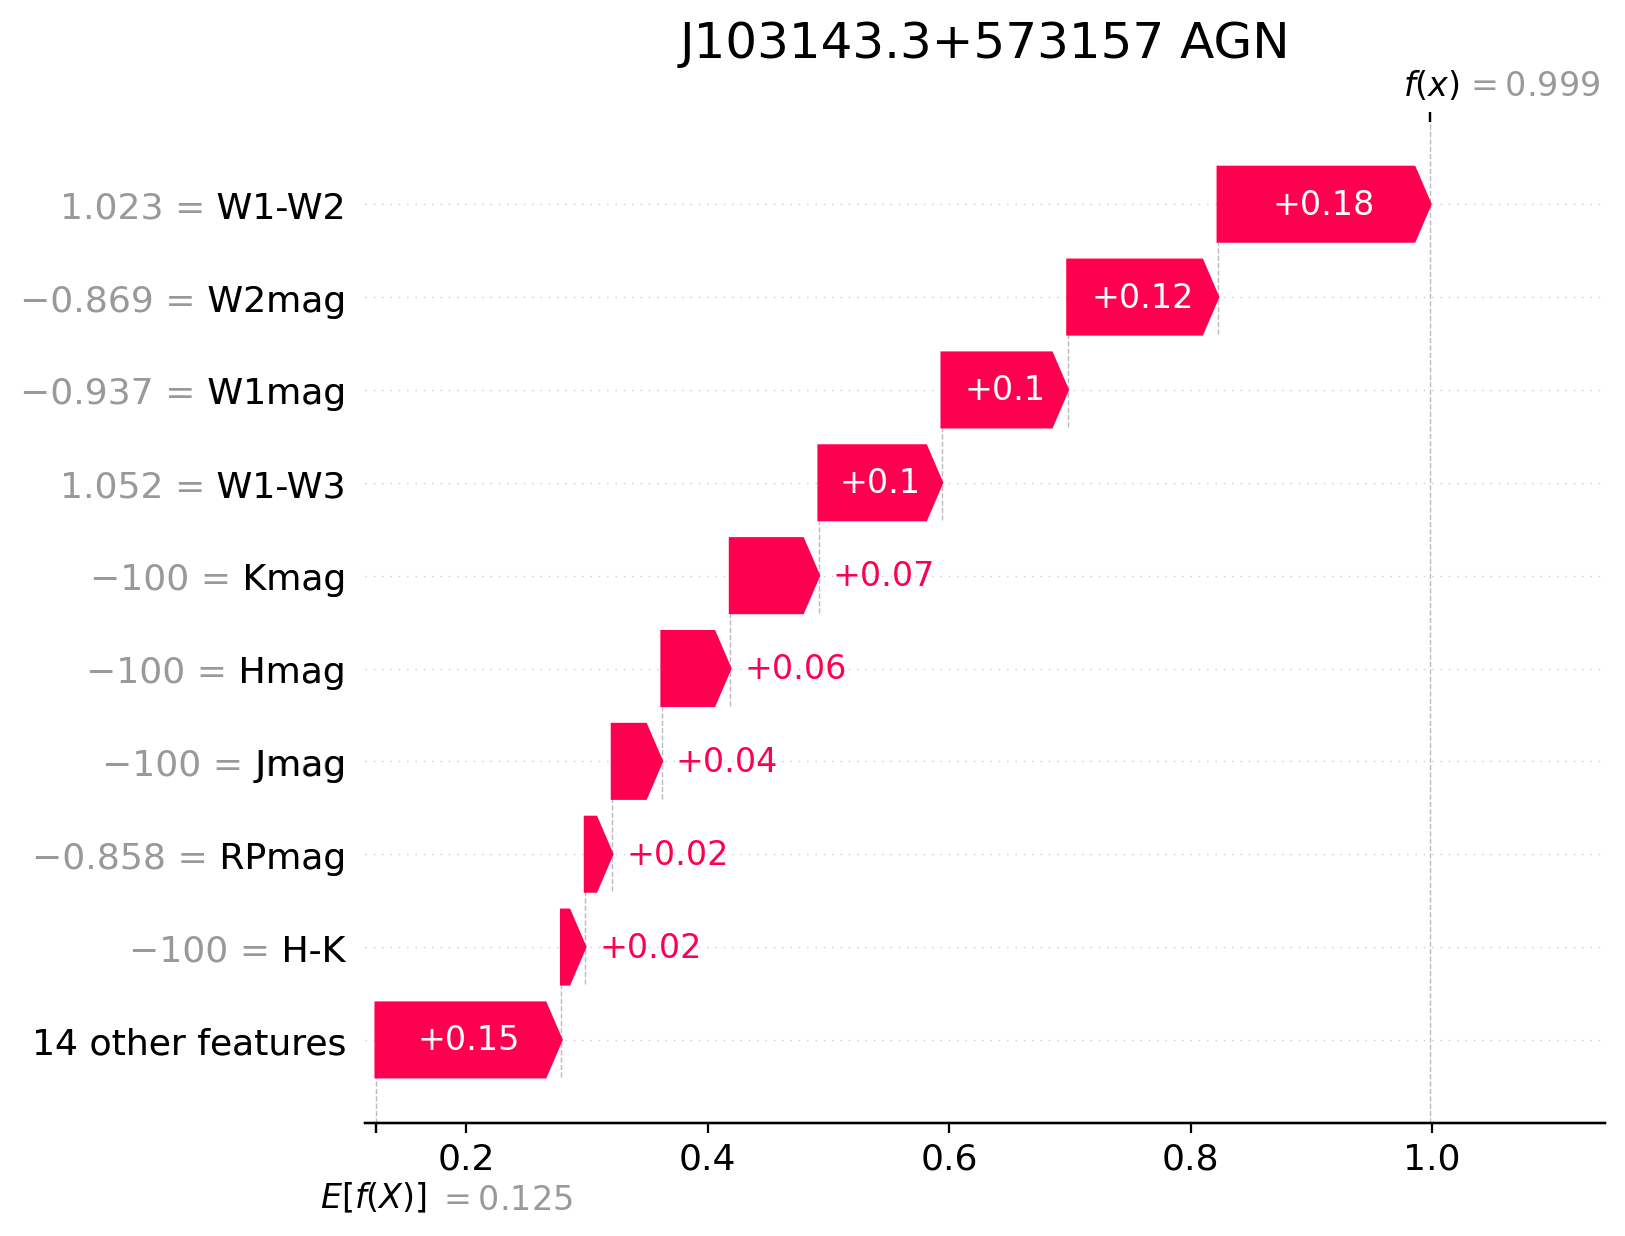 J103143.3+573157 AGN
f(x) = 0.999
1.023 = W1-W2 +0.18
−0.869 = W2mag +0.12
−0.937 = W1mag +0.1
1.052 = W1-W3 +0.1
−100 = Kmag +0.07
−100 = Hmag +0.06
−100 = Jmag +0.04
−0.858 = RPmag +0.02
−100 = H-K +0.02
14 other features +0.15
0.2 0.4 0.6 0.8 1.0
E[f(X)] = 0.125